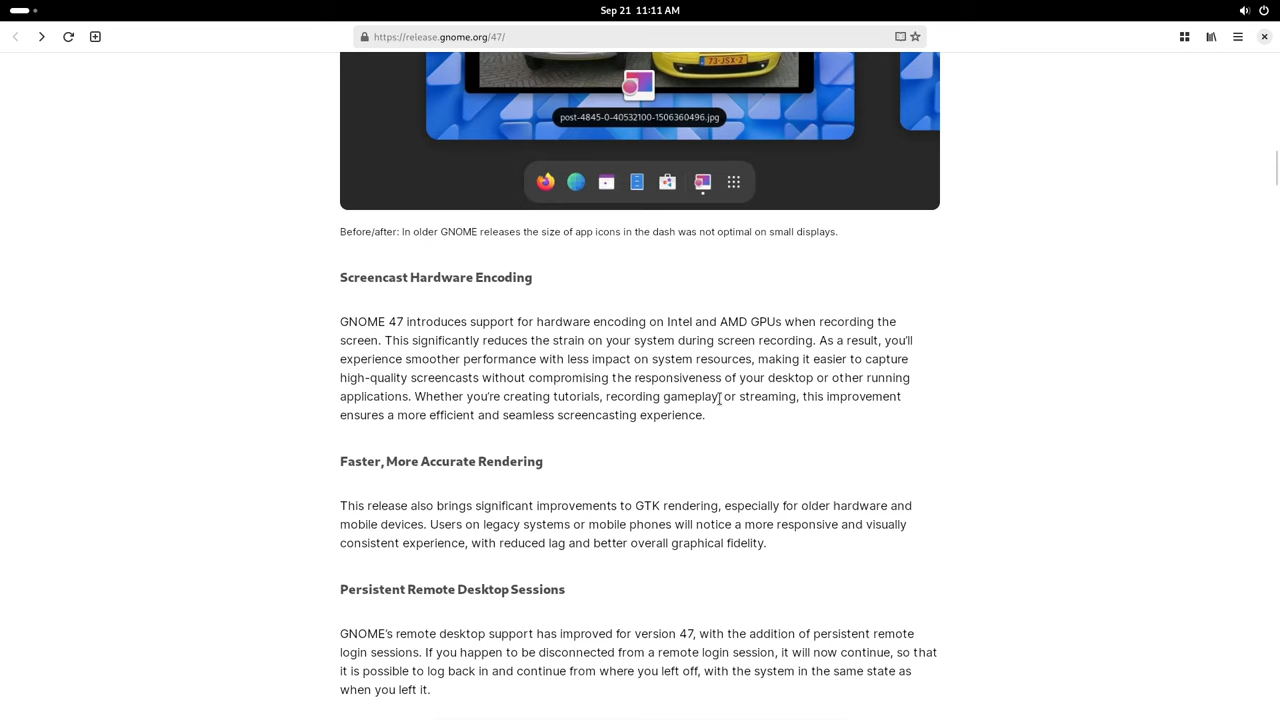 Sep 21 11:11 AM
https://release.gnome.org/47/
73-JSX-2
post-4845-0-40532100-1506360496.jpg
Before/after: In older GNOME releases the size of app icons in the dash was not optimal on small displays.
Screencast Hardware Encoding
GNOME 47 introduces support for hardware encoding on Intel and AMD GPUs when recording the
screen. This significantly reduces the strain on your system during screen recording. As a result, you’ll
experience smoother performance with less impact on system resources, making it easier to capture
high-quality screencasts without compromising the responsiveness of your desktop or other running
applications. Whether you’re creating tutorials, recording gameplay or streaming, this improvement
ensures a more efficient and seamless screencasting experience.
Faster, More Accurate Rendering
This release also brings significant improvements to GTK rendering, especially for older hardware and
mobile devices. Users on legacy systems or mobile phones will notice a more responsive and visually
consistent experience, with reduced lag and better overall graphical fidelity.
Persistent Remote Desktop Sessions
GNOME’s remote desktop support has improved for version 47, with the addition of persistent remote
login sessions. If you happen to be disconnected from a remote login session, it will now continue, so that
it is possible to log back in and continue from where you left off, with the system in the same state as
when you left it.